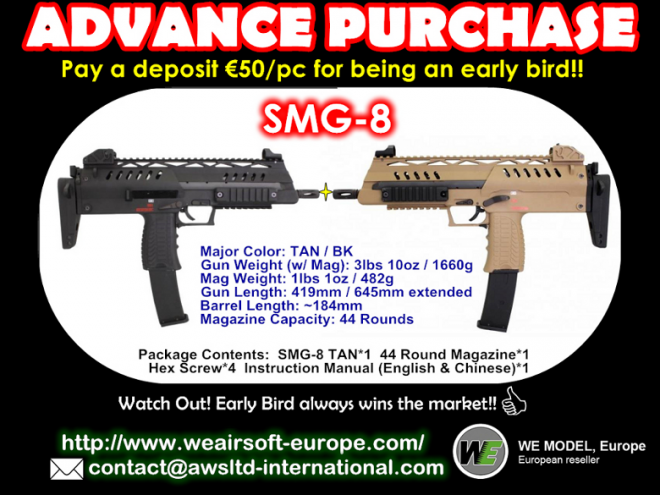 ADVANCE PURCHASE
Pay a deposit €50/pc for being an early bird!!
SMG-8
Major Color: TAN / BK
Gun Weight (w/ Mag): 3lbs 10oz / 1660g
Mag Weight: 1lbs 1oz / 482g
Gun Length: 419mm / 645mm extended
Barrel Length: ~184mm
Magazine Capacity: 44 Rounds
Package Contents: SMG-8 TAN*1 44 Round Magazine*1
Hex Screw*4 Instruction Manual (English & Chinese)*1
Watch Out! Early Bird always wins the market!!
http://www.weairsoft-europe.com/
contact@awsltd-international.com
WE
WE MODEL, Europe
European reseller